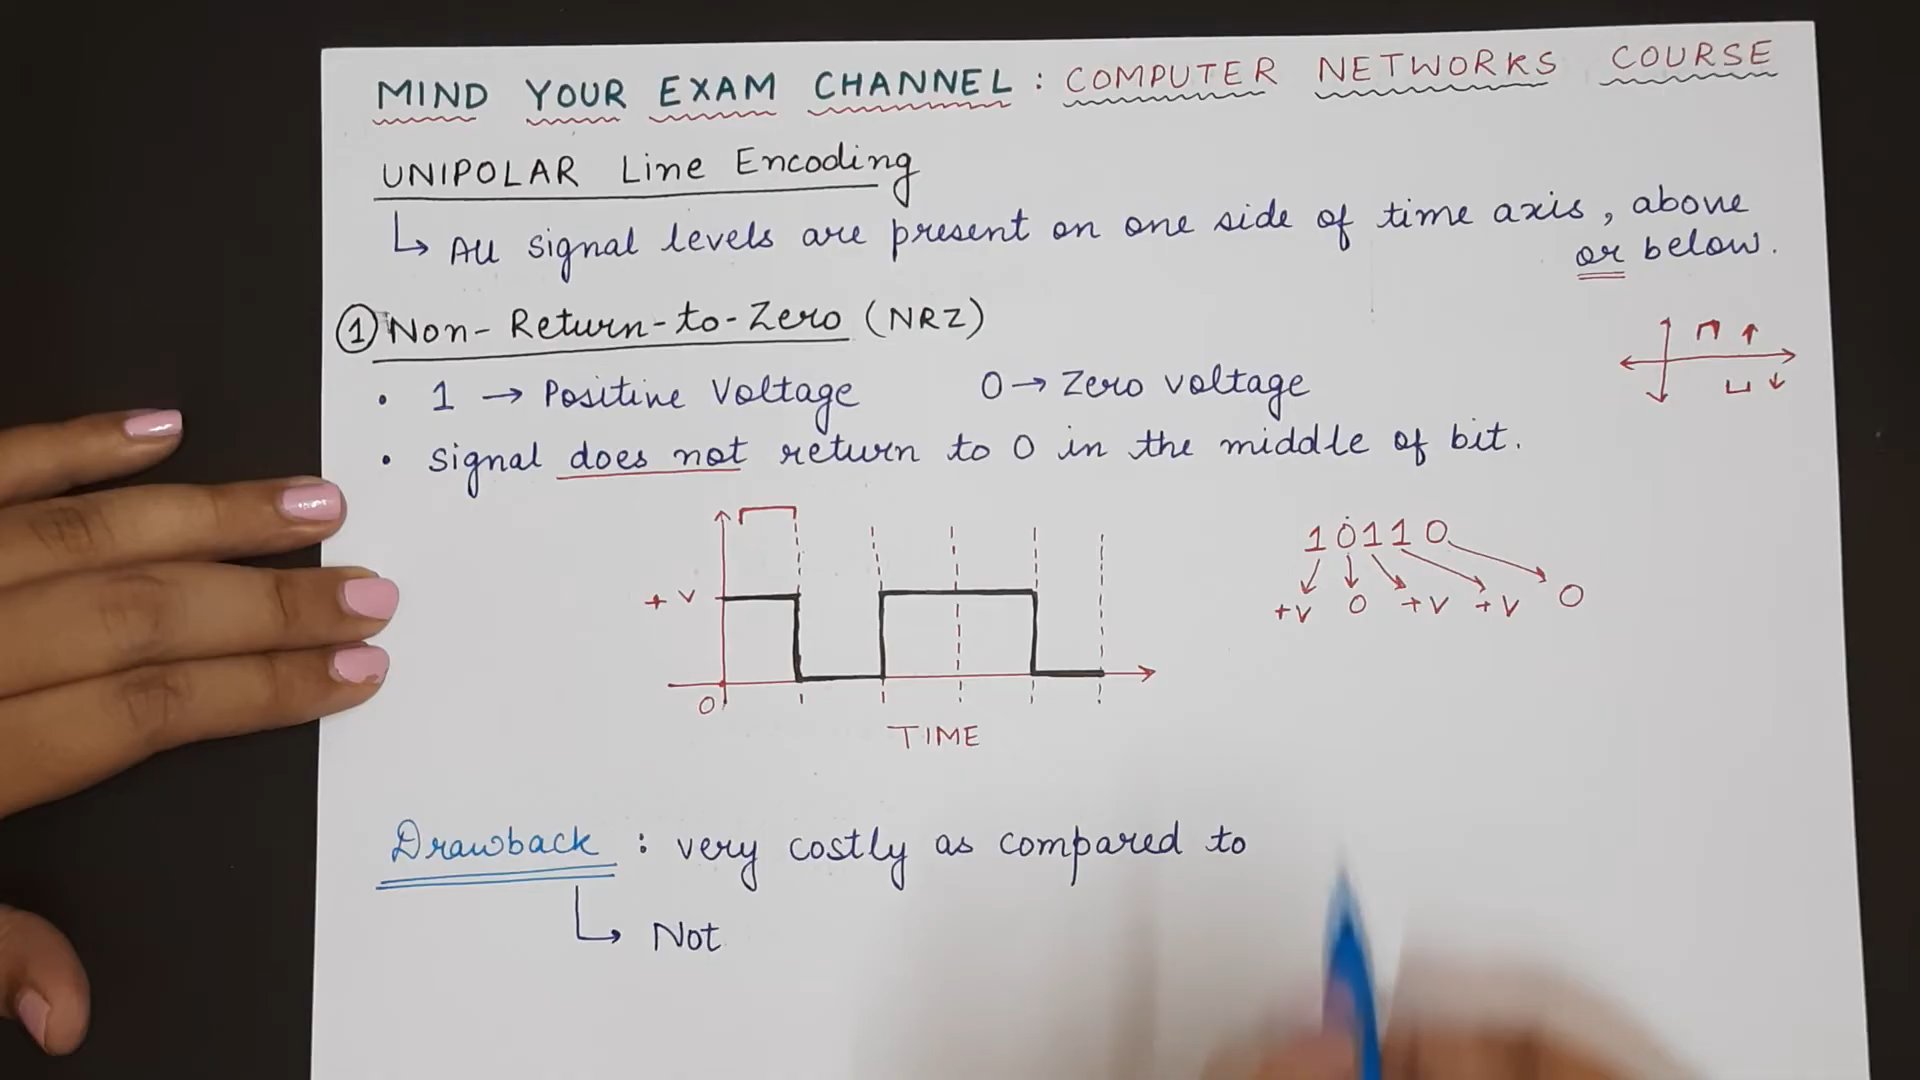 MIND YOUR EXAM CHANNEL : COMPUTER NETWORKS COURSE
UNIPOLAR Line Encoding
All signal levels are present on one side of time axis, above
or below.
1 Non-Return-to-Zero (NRZ)
• 1 → Positive Voltage 0 → Zero voltage
• signal does not return to 0 in the middle of bit.
10110
+V 0 +V +V 0
+V
0
TIME
Drawback : very costly as compared to
Not